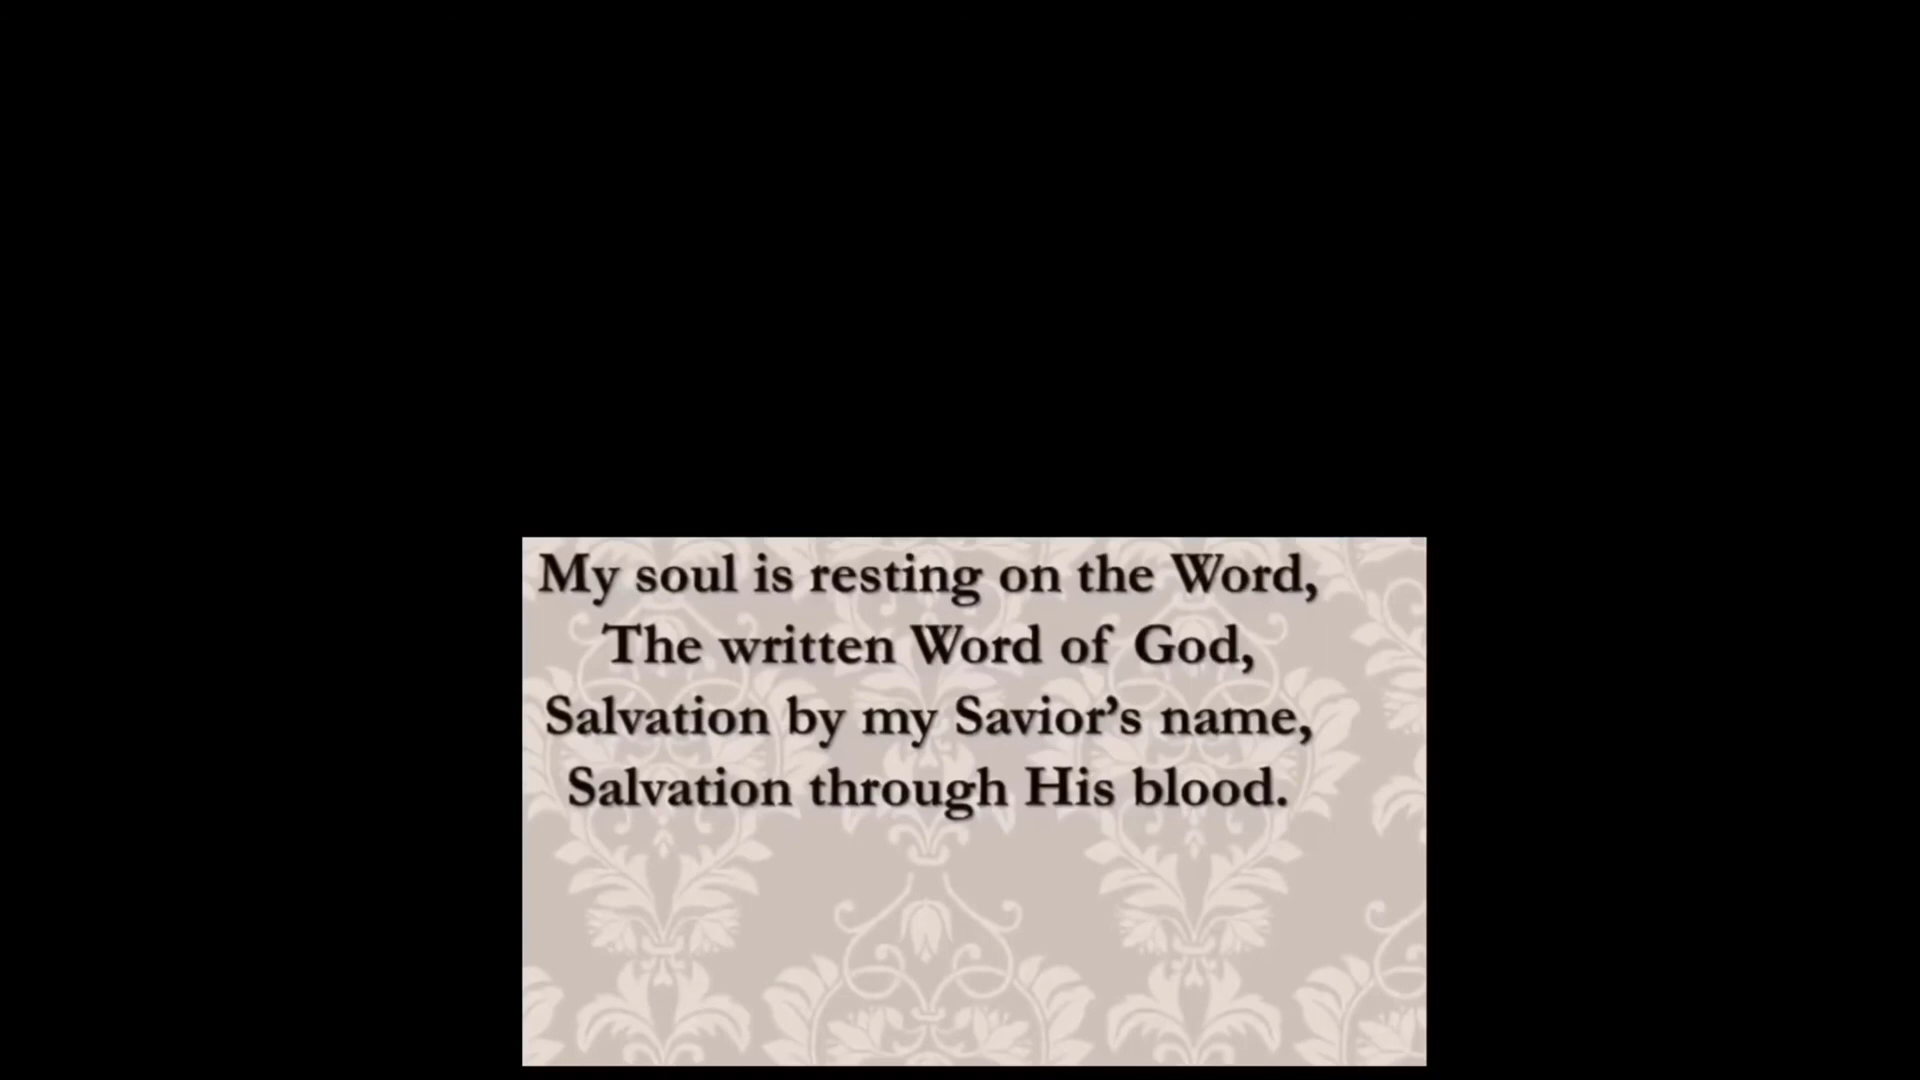 My soul is resting on the Word,
The written Word of God,
Salvation by my Savior’s name,
Salvation through His blood.